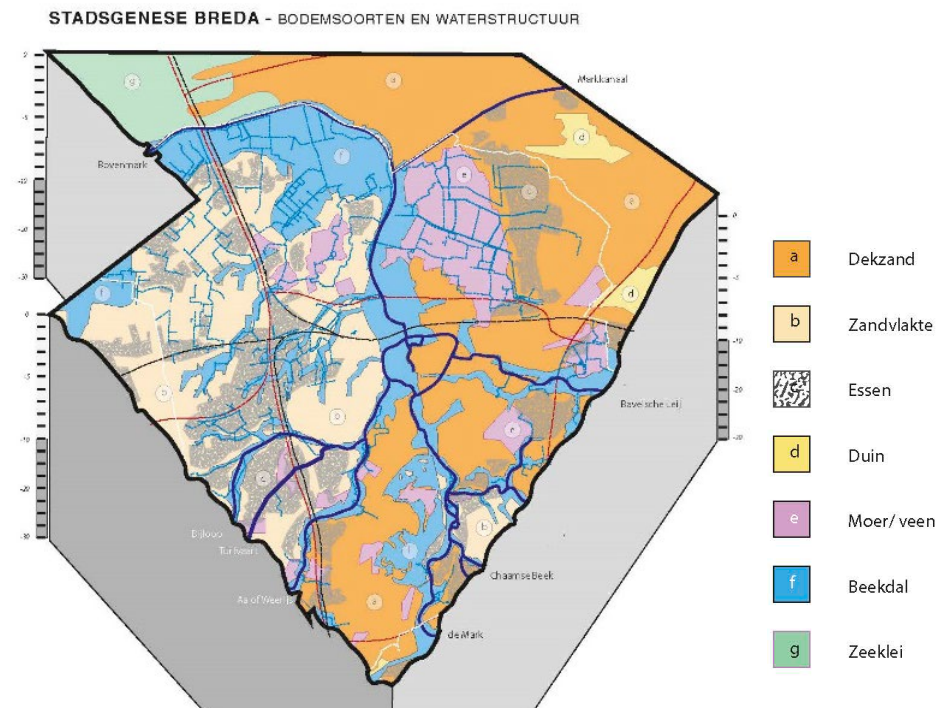 STADSGENESE BREDA - BODEMSOORTEN EN WATERSTRUCTUUR
Markkanaal
Bovenmark
Bavelsche Leij
Bijloop
Turfvaart
Aa of Weerijs
Chaamse Beek
de Mark
g
a
f
d
e
c
a
f
d
b
b
e
c
b
f
a
a Dekzand
b Zandvlakte
Essen
d Duin
e Moer/ veen
f Beekdal
g Zeeklei